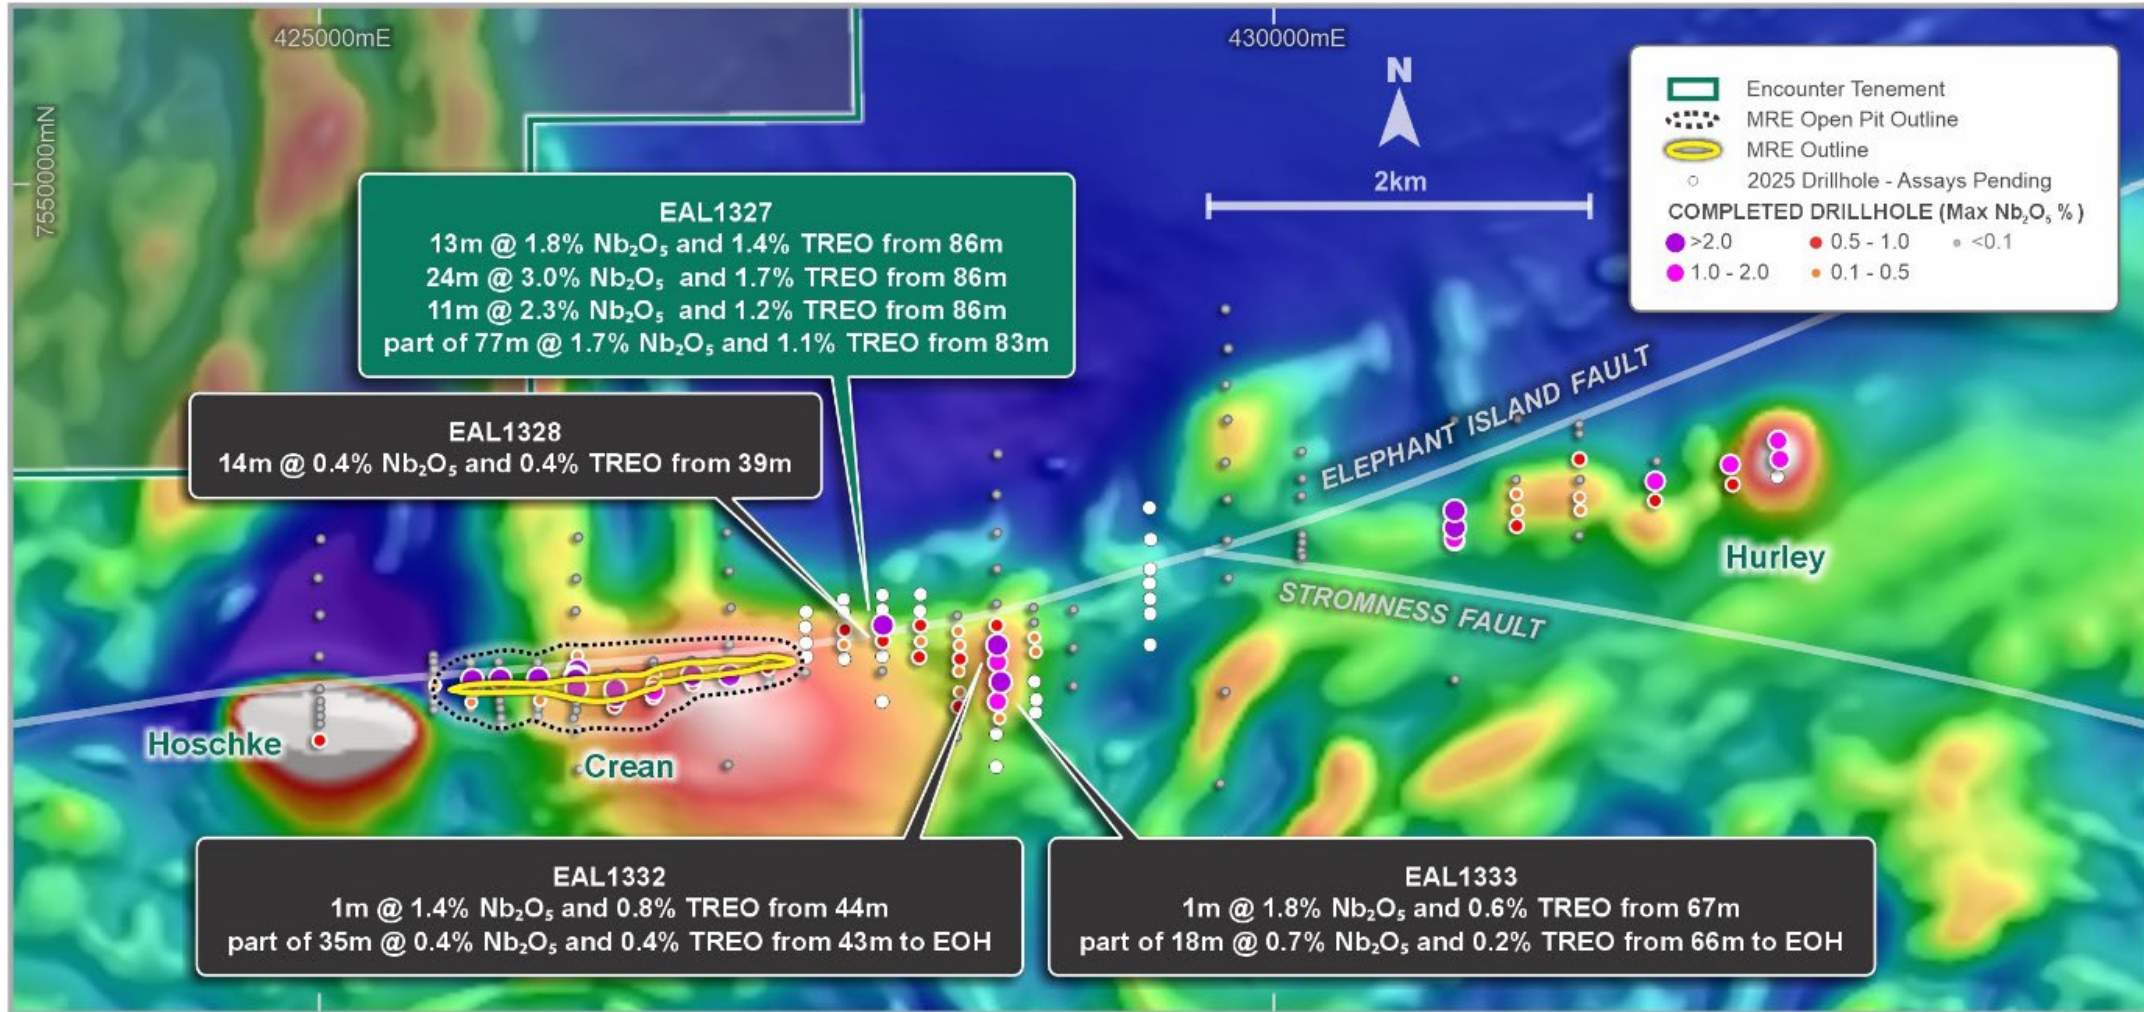 425000mE
430000mE
7550000mN
N
2km
Encounter Tenement
MRE Open Pit Outline
MRE Outline
2025 Drillhole - Assays Pending
COMPLETED DRILLHOLE (Max Nb₂O₅ %)
>2.0
0.5 - 1.0
<0.1
1.0 - 2.0
0.1 - 0.5
EAL1327
13m @ 1.8% Nb₂O₅ and 1.4% TREO from 86m
24m @ 3.0% Nb₂O₅ and 1.7% TREO from 86m
11m @ 2.3% Nb₂O₅ and 1.2% TREO from 86m
part of 77m @ 1.7% Nb₂O₅ and 1.1% TREO from 83m
EAL1328
14m @ 0.4% Nb₂O₅ and 0.4% TREO from 39m
ELEPHANT ISLAND FAULT
STROMNESS FAULT
Hurley
Hoschke
Crean
EAL1332
1m @ 1.4% Nb₂O₅ and 0.8% TREO from 44m
part of 35m @ 0.4% Nb₂O₅ and 0.4% TREO from 43m to EOH
EAL1333
1m @ 1.8% Nb₂O₅ and 0.6% TREO from 67m
part of 18m @ 0.7% Nb₂O₅ and 0.2% TREO from 66m to EOH